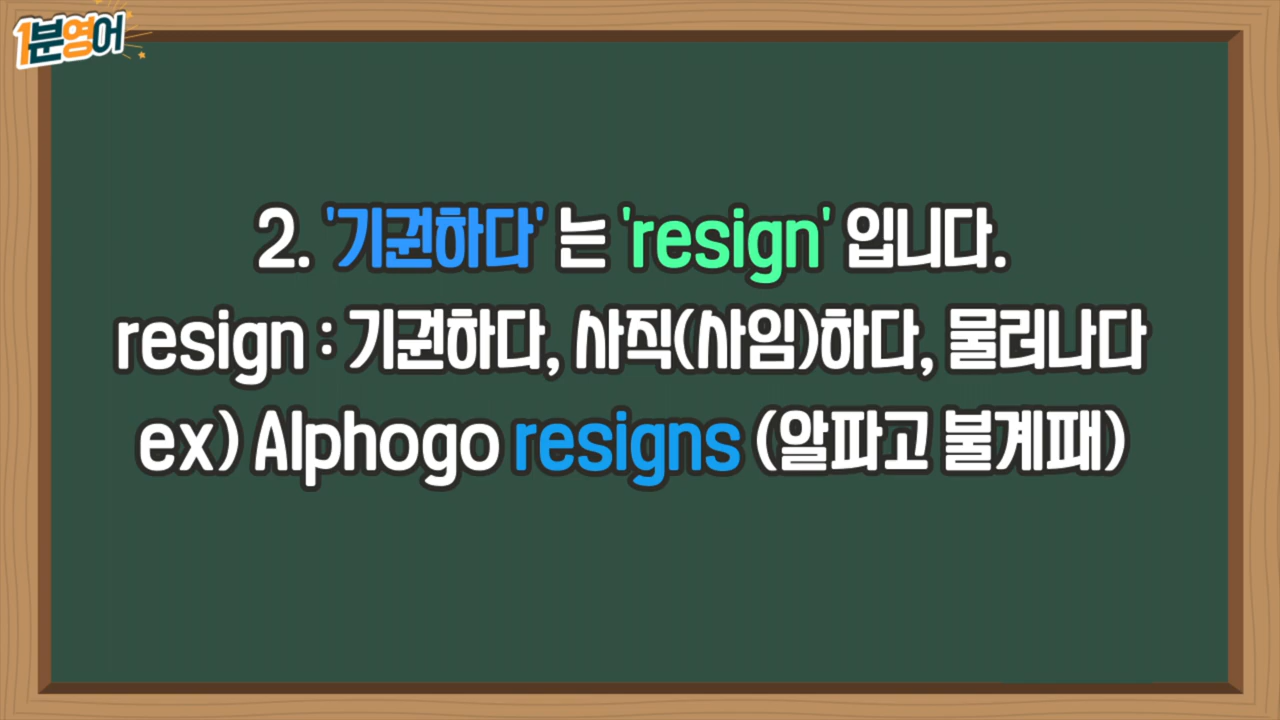 1분영어
2. '기권하다' 는 'resign' 입니다.
resign : 기권하다, 사직(사임)하다, 물러나다
ex) Alphogo resigns (알파고 불계패)